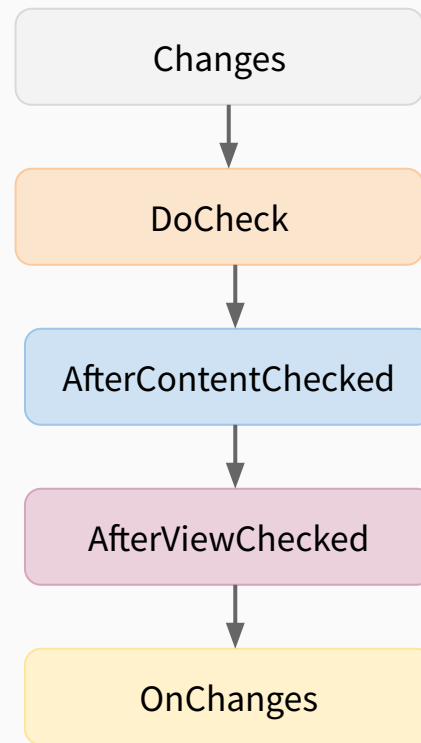 Changes
DoCheck
AfterContentChecked
AfterViewChecked
OnChanges